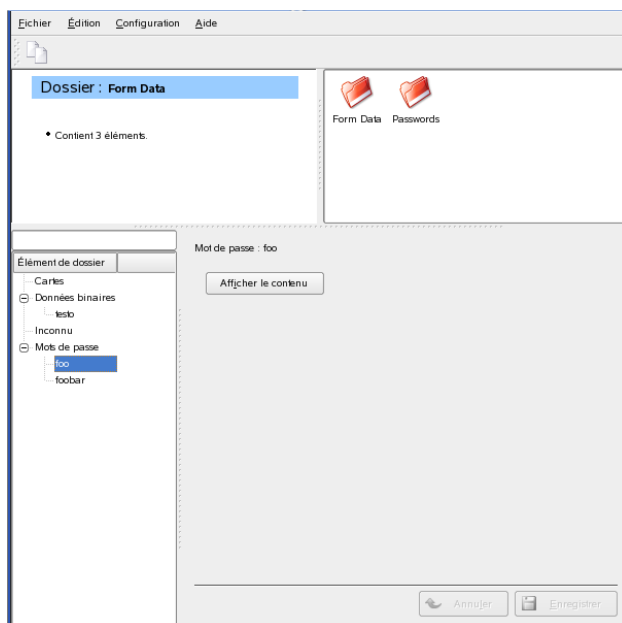 Fichier Édition Configuration Aide
Dossier : Form Data
Contient 3 éléments.
Form Data Passwords
Élément de dossier
Mot de passe : foo
Afficher le contenu
Cartes
Données binaires
testo
Inconnu
Mots de passe
foo
foobar
Annuler Enregistrer